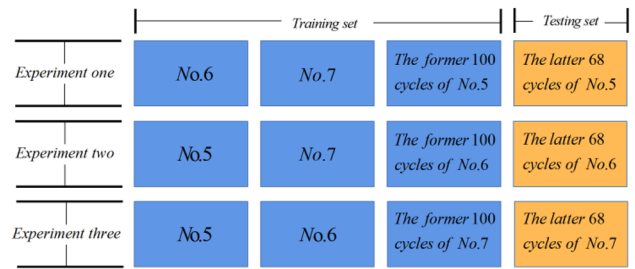 Training set
Testing set
Experiment one
No.6
No.7
The former 100
cycles of No.5
The latter 68
cycles of No.5
Experiment two
No.5
No.7
The former 100
cycles of No.6
The latter 68
cycles of No.6
Experiment three
No.5
No.6
The former 100
cycles of No.7
The latter 68
cycles of No.7